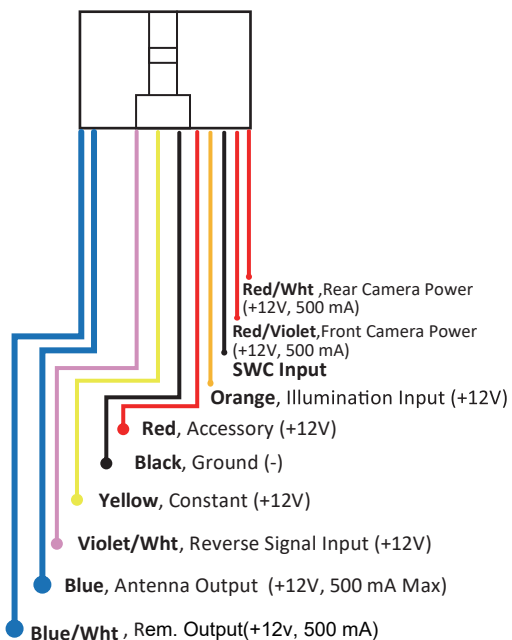 Red/Wht ,Rear Camera Power
(+12V, 500 mA)
Red/Violet,Front Camera Power
(+12V, 500 mA)
SWC Input
Orange, Illumination Input (+12V)
Red, Accessory (+12V)
Black, Ground (-)
Yellow, Constant (+12V)
Violet/Wht, Reverse Signal Input (+12V)
Blue, Antenna Output (+12V, 500 mA Max)
Blue/Wht , Rem. Output(+12v, 500 mA)